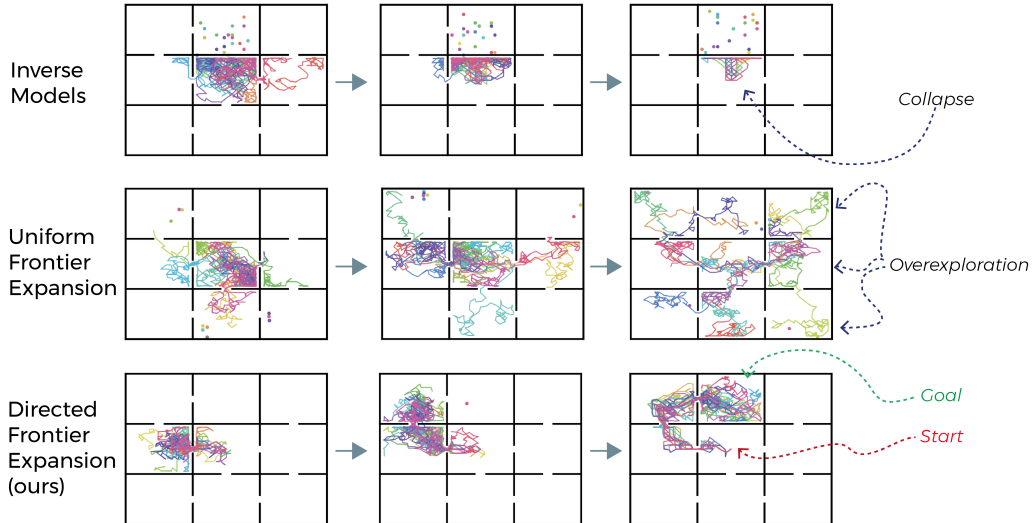 Inverse
Models
Collapse
Uniform
Frontier
Expansion
Overexploration
Directed
Frontier
Expansion
(ours)
Goal
Start